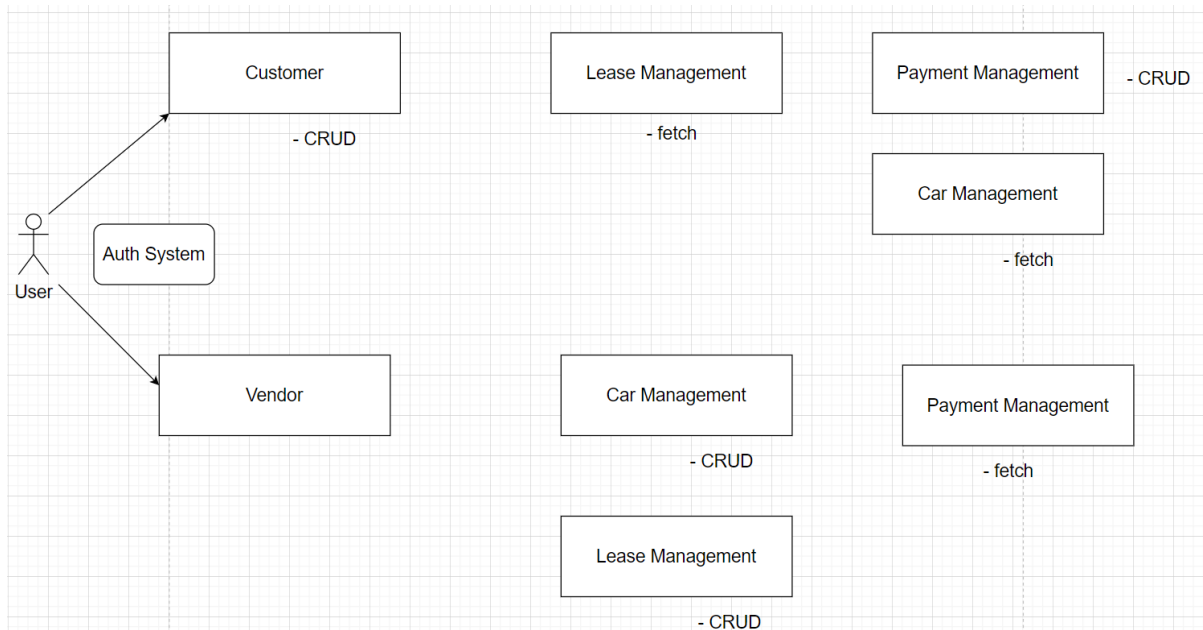 Customer
- CRUD
Lease Management
- fetch
Payment Management
- CRUD
Car Management
- fetch
User
Auth System
Vendor
Car Management
- CRUD
Payment Management
- fetch
Lease Management
- CRUD